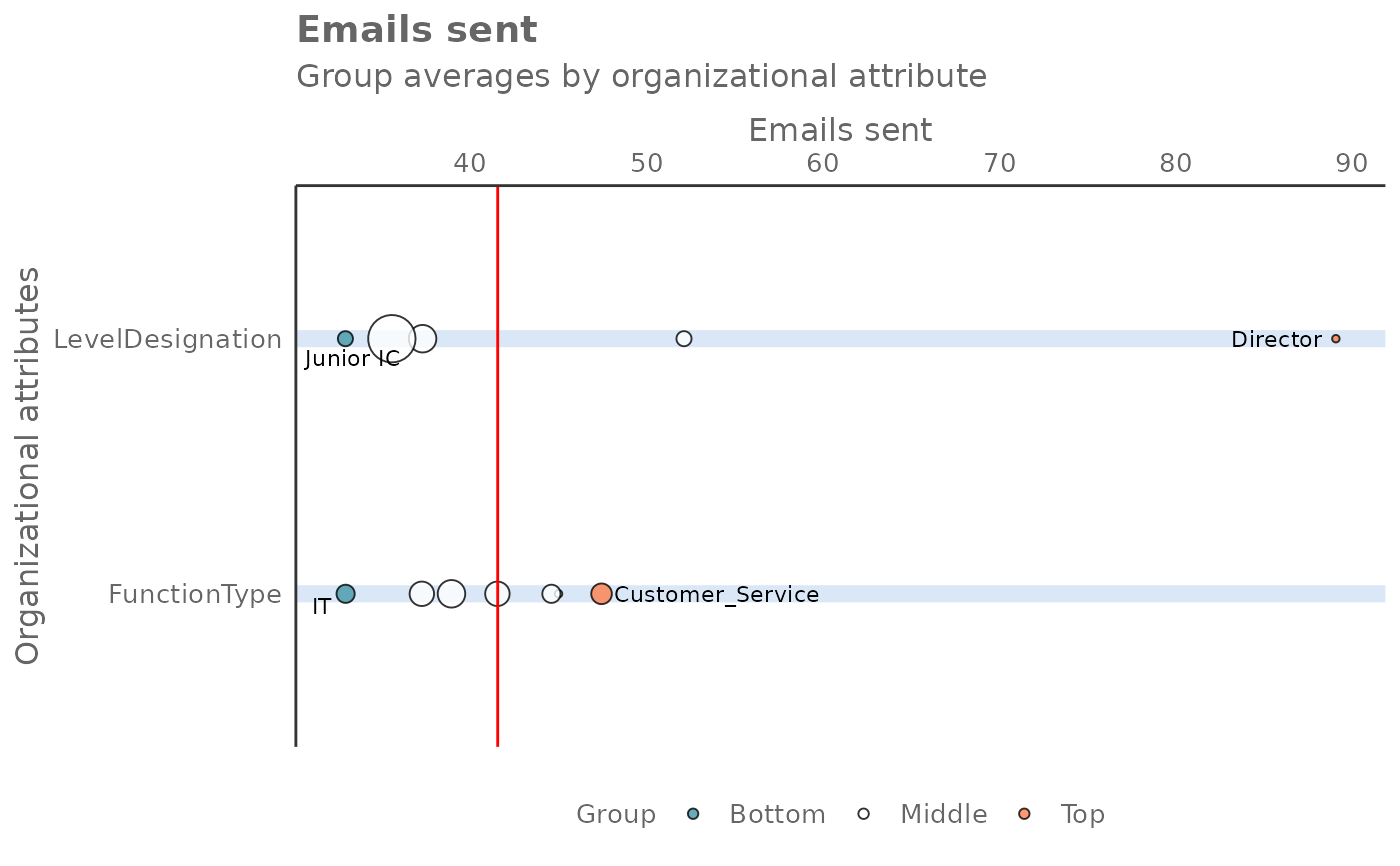 Emails sent
Group averages by organizational attribute
Emails sent
40 50 60 70 80 90
Organizational attributes
LevelDesignation
Junior IC
Director
FunctionType
IT
Customer_Service
Group Bottom Middle Top